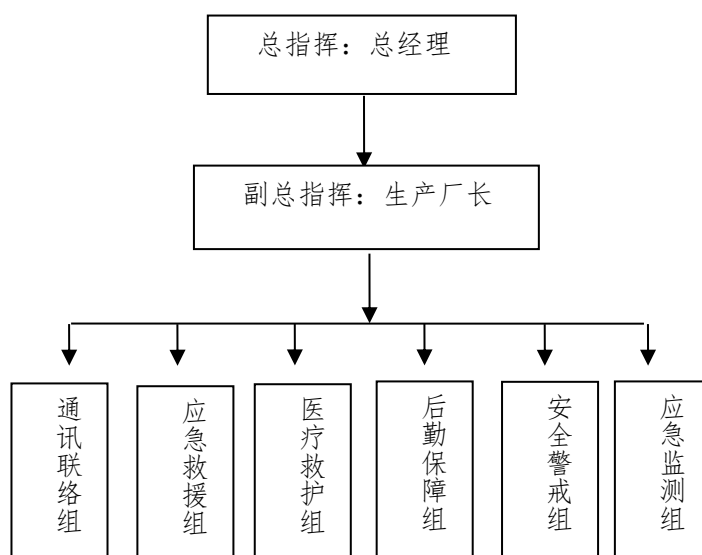 总指挥：总经理
副总指挥：生产厂长
通讯联络组
应急救援组
医疗救护组
后勤保障组
安全警戒组
应急监测组